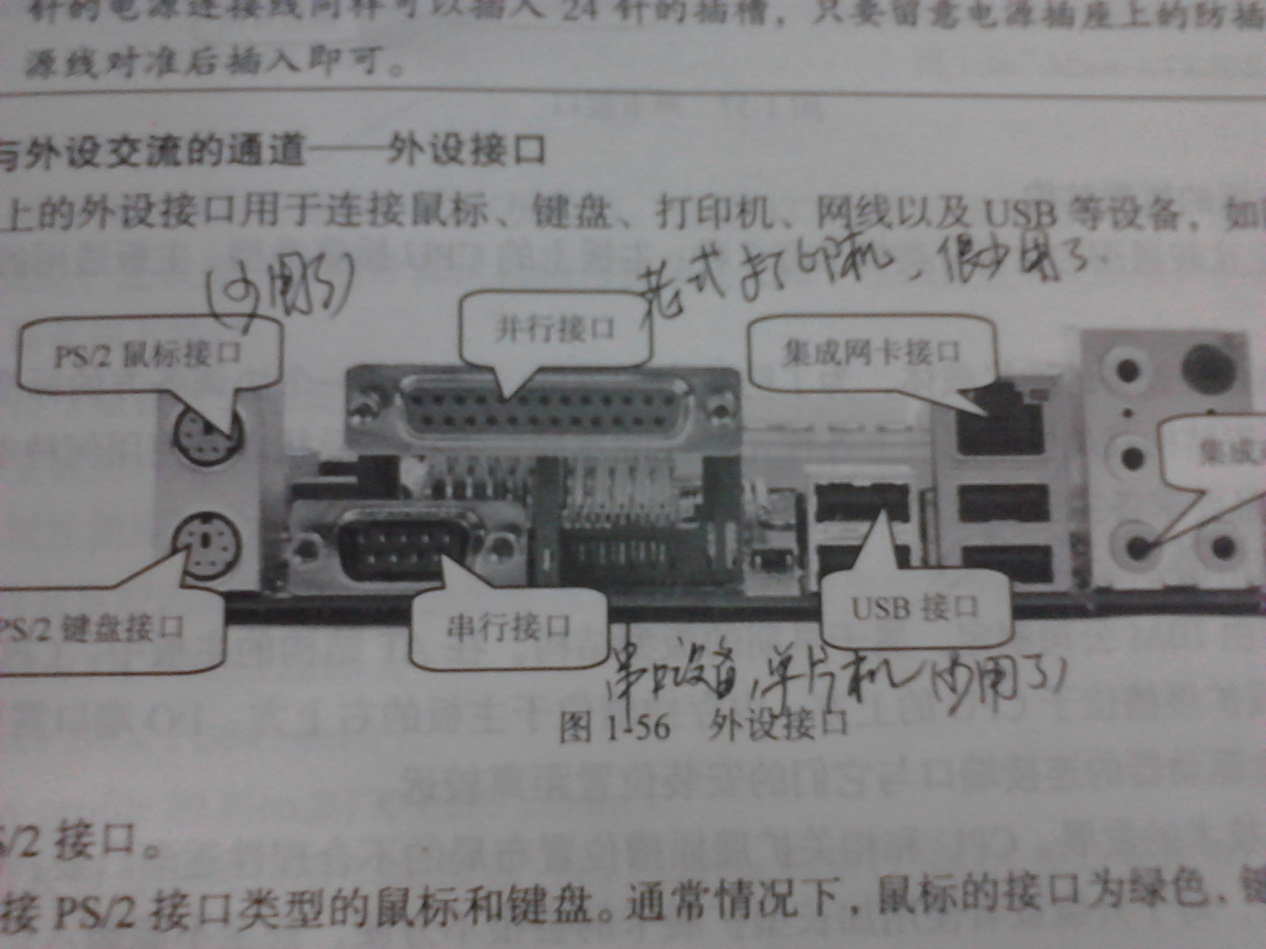 针的电源连接线同样可以插入 24 针的插槽，只要留意电源插座上的防插
源线对准后插入即可。
与外设交流的通道——外设接口
上的外设接口用于连接鼠标、键盘、打印机、网线以及 USB 等设备，如
老式打印机，很少用了.
(少用了)
PS/2 鼠标接口
并行接口
集成网卡接口
集成
PS/2 键盘接口
串行接口
USB 接口
串口设备,单片机(少用了)
图 1-56 外设接口
S/2 接口。
接 PS/2 接口类型的鼠标和键盘。通常情况下，鼠标的接口为绿色，键